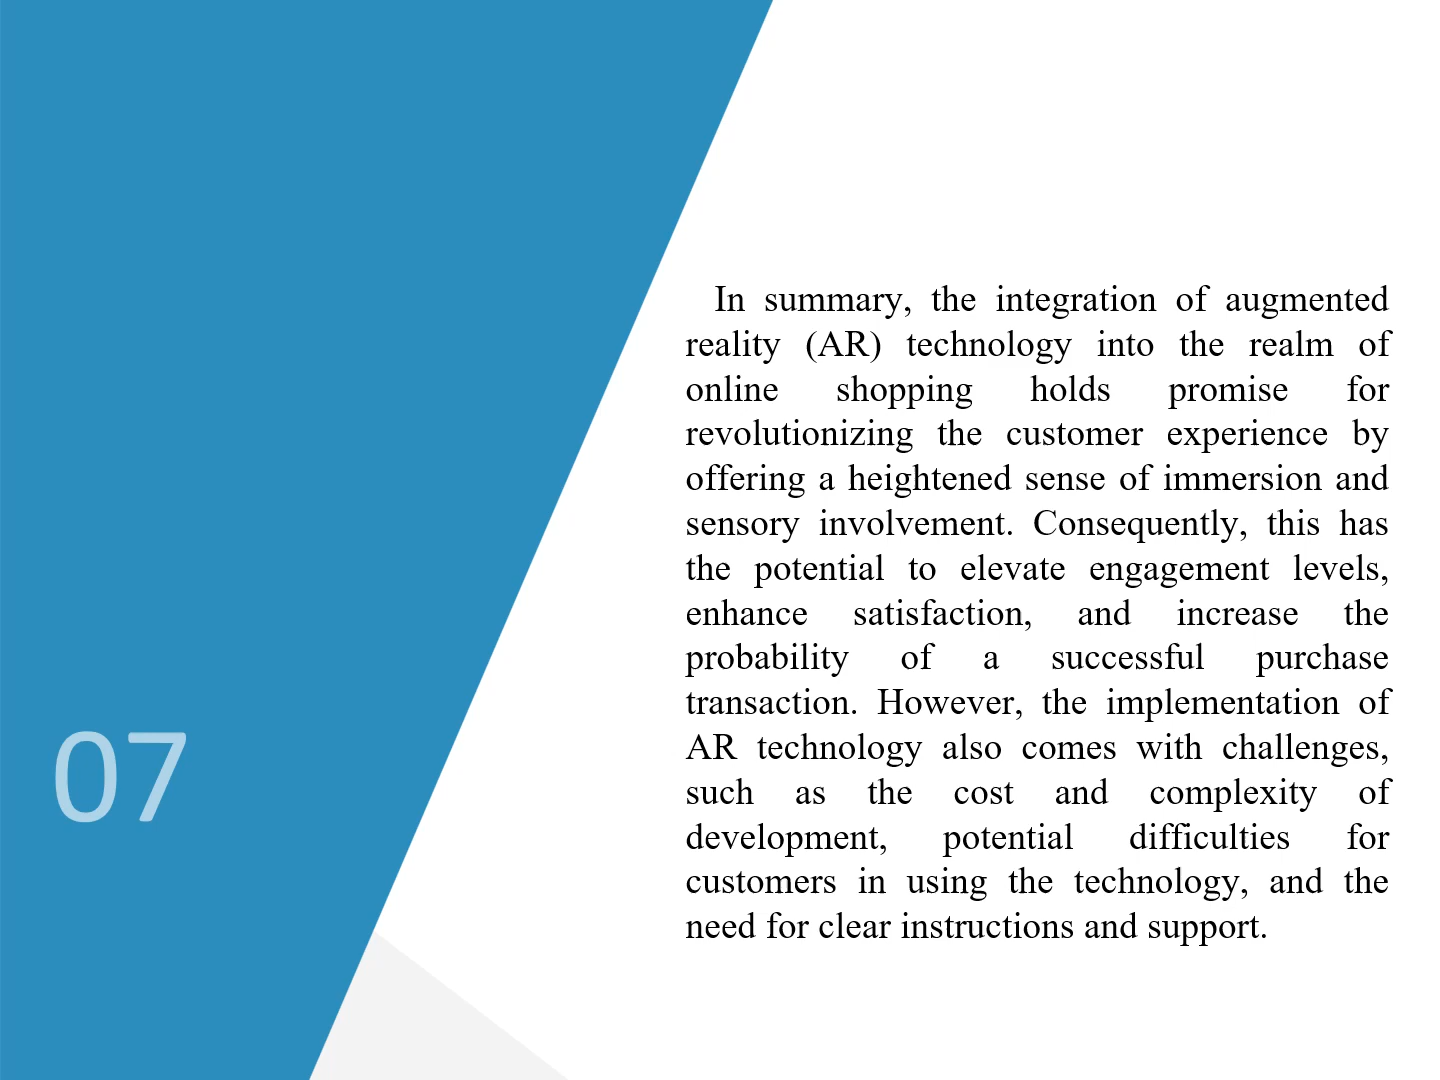 In summary, the integration of augmented
reality (AR) technology into the realm of
online shopping holds promise for
revolutionizing the customer experience by
offering a heightened sense of immersion and
sensory involvement. Consequently, this has
the potential to elevate engagement levels,
enhance satisfaction, and increase the
probability of a successful purchase
transaction. However, the implementation of
AR technology also comes with challenges,
such as the cost and complexity of
development, potential difficulties for
customers in using the technology, and the
need for clear instructions and support.
07